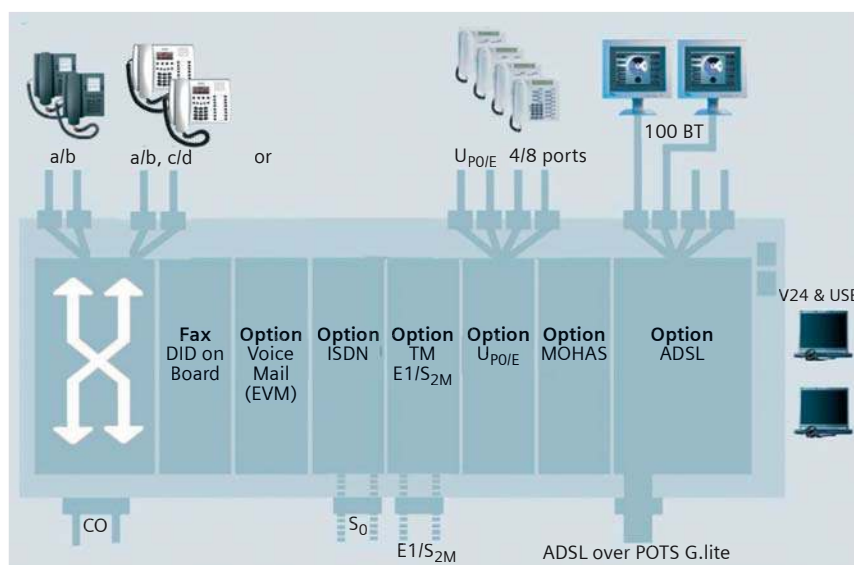 100 BT
a/b
a/b, c/d
or
UP0/E 4/8 ports
V24 & USB
Fax
DID on
Board
Option
Voice
Mail
(EVM)
Option
ISDN
Option
TM
E1/S2M
Option
UP0/E
Option
MOHAS
Option
ADSL
CO
S0
E1/S2M
ADSL over POTS G.lite